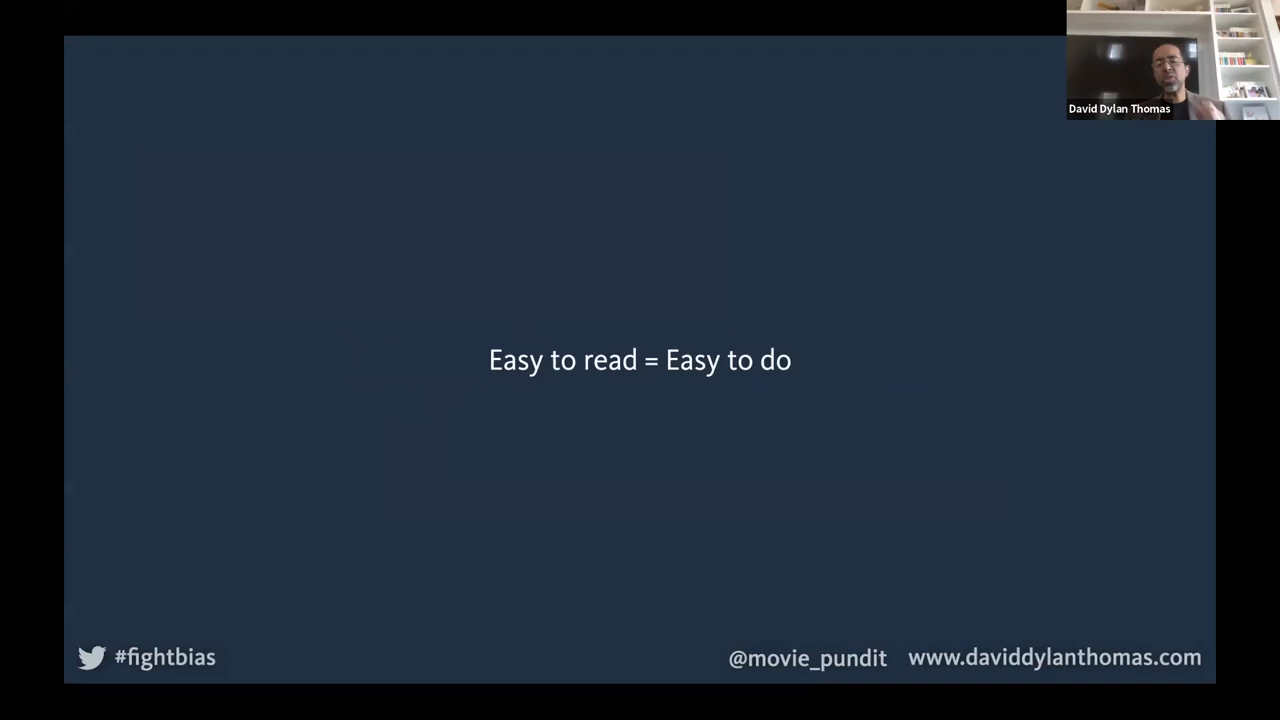 David Dylan Thomas
Easy to read = Easy to do
#fightbias
@movie_pundit
www.daviddylanthomas.com